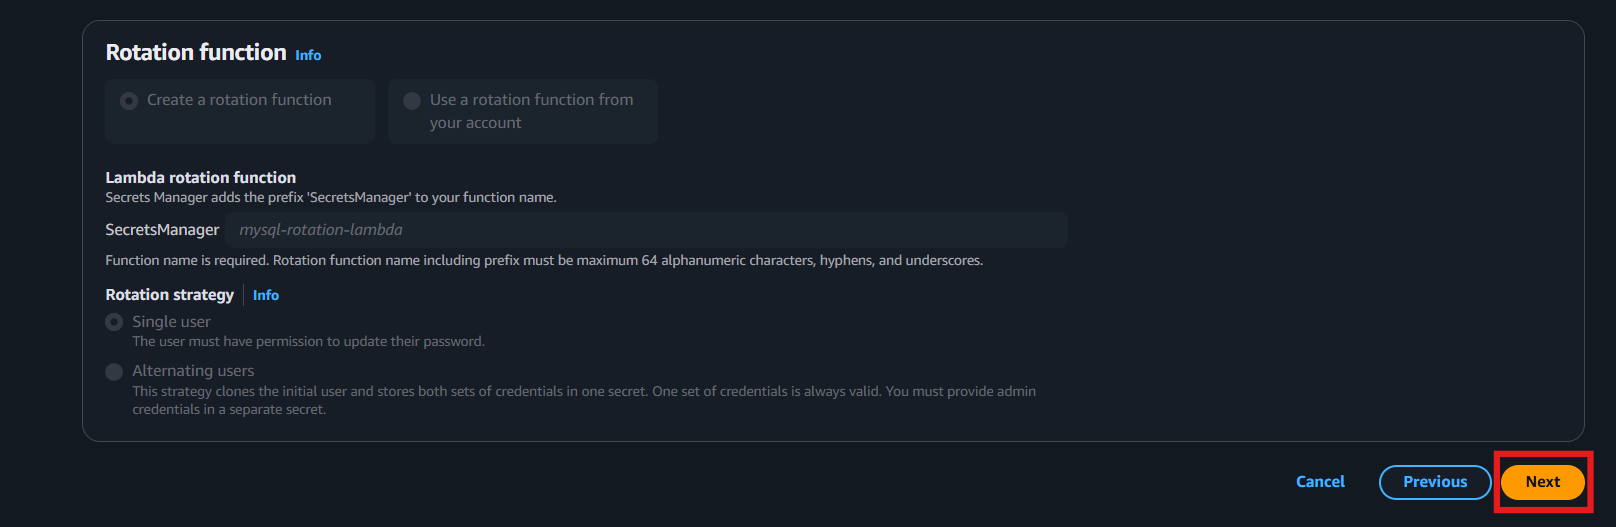 Rotation function Info
Create a rotation function
Use a rotation function from
your account
Lambda rotation function
Secrets Manager adds the prefix 'SecretsManager' to your function name.
SecretsManager mysql-rotation-lambda
Function name is required. Rotation function name including prefix must be maximum 64 alphanumeric characters, hyphens, and underscores.
Rotation strategy Info
Single user
The user must have permission to update their password.
Alternating users
This strategy clones the initial user and stores both sets of credentials in one secret. One set of credentials is always valid. You must provide admin
credentials in a separate secret.
Cancel Previous Next